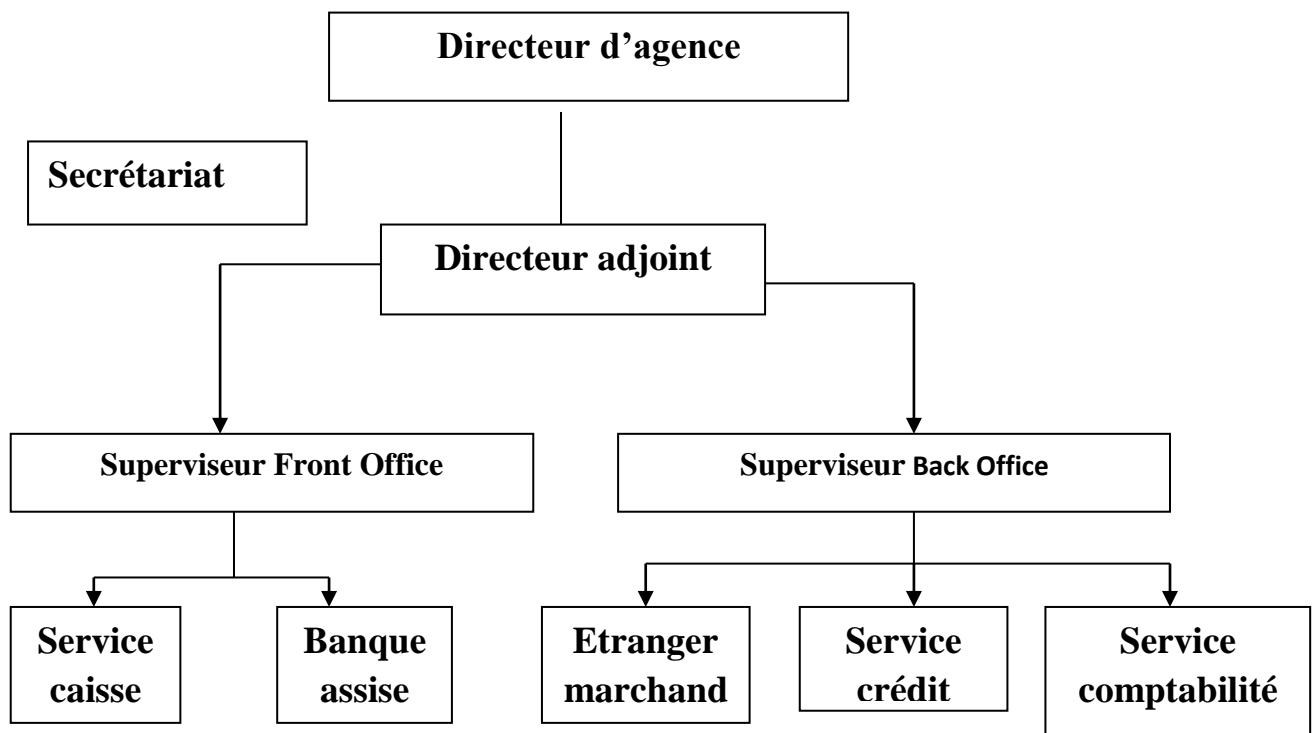 Directeur d’agence
Secrétariat
Directeur adjoint
Superviseur Front Office
Superviseur Back Office
Service
caisse
Banque
assise
Etranger
marchand
Service
crédit
Service
comptabilité